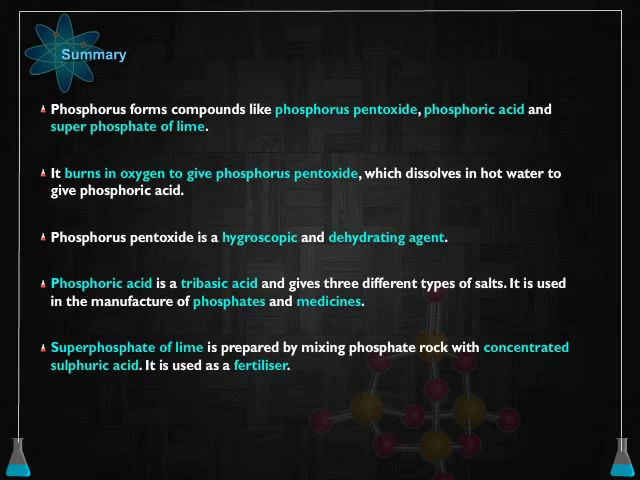 Summary
Phosphorus forms compounds like phosphorus pentoxide, phosphoric acid and
super phosphate of lime.
It burns in oxygen to give phosphorus pentoxide, which dissolves in hot water to
give phosphoric acid.
Phosphorus pentoxide is a hygroscopic and dehydrating agent.
Phosphoric acid is a tribasic acid and gives three different types of salts. It is used
in the manufacture of phosphates and medicines.
Superphosphate of lime is prepared by mixing phosphate rock with concentrated
sulphuric acid. It is used as a fertiliser.